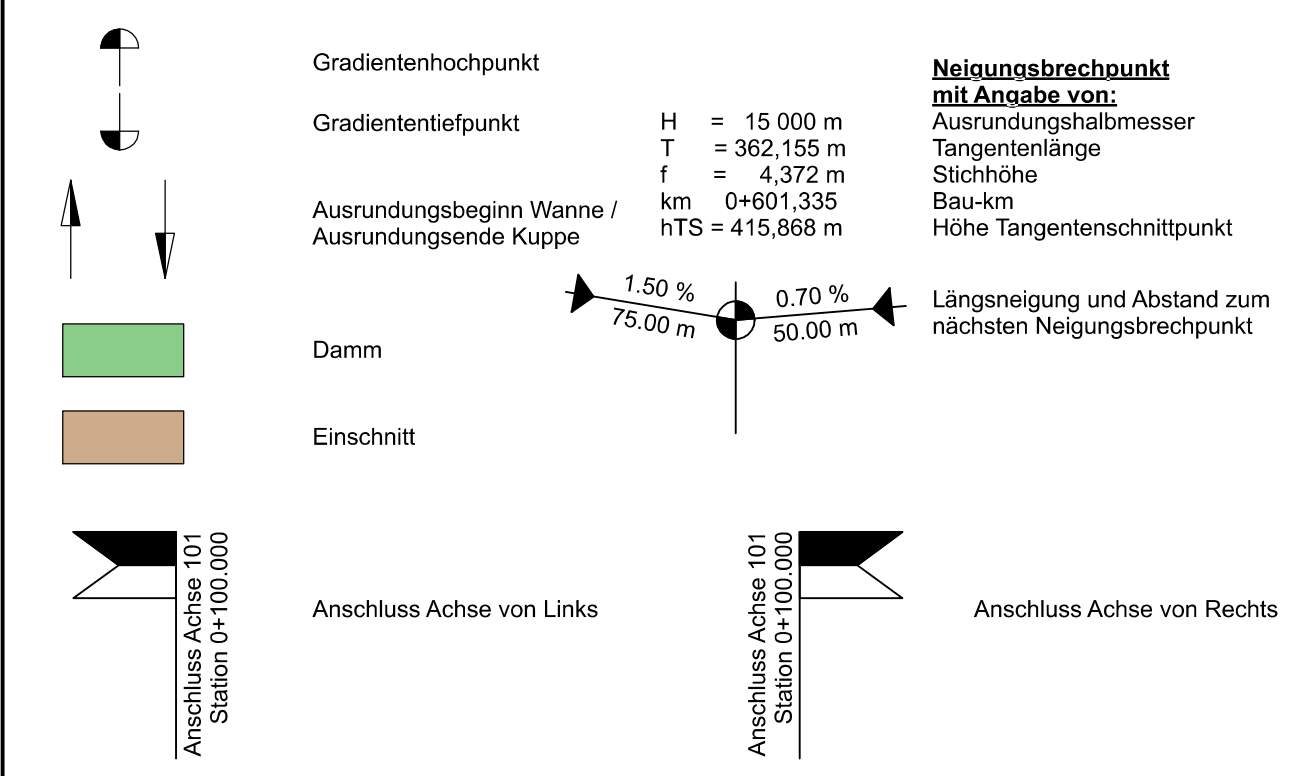 Gradientenhochpunkt
Gradiententiefpunkt
Ausrundungsbeginn Wanne /
Ausrundungsende Kuppe
Damm
Einschnitt
H = 15 000 m
T = 362,155 m
f = 4,372 m
km 0+601,335
hTS = 415,868 m
Neigungsbrechpunkt
mit Angabe von:
Ausrundungshalbmesser
Tangentenlänge
Stichhöhe
Bau-km
Höhe Tangentenschnittpunkt
1.50 %
75.00 m
0.70 %
50.00 m
Längsneigung und Abstand zum
nächsten Neigungsbrechpunkt
Anschluss Achse 101
Station 0+100.000
Anschluss Achse von Links
Anschluss Achse 101
Station 0+100.000
Anschluss Achse von Rechts